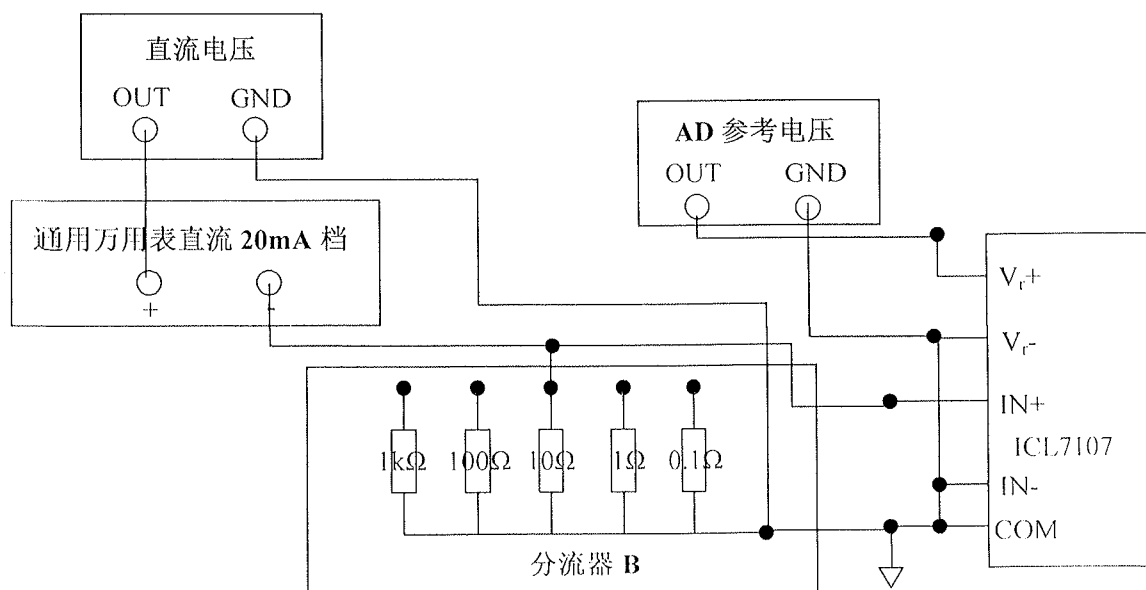 直流电压
OUT GND
AD 参考电压
OUT GND
通用万用表直流 20mA 档
+ -
Vr+
Vr-
IN+
ICL7107
IN-
COM
1kΩ 100Ω 10Ω 1Ω 0.1Ω
分流器 B